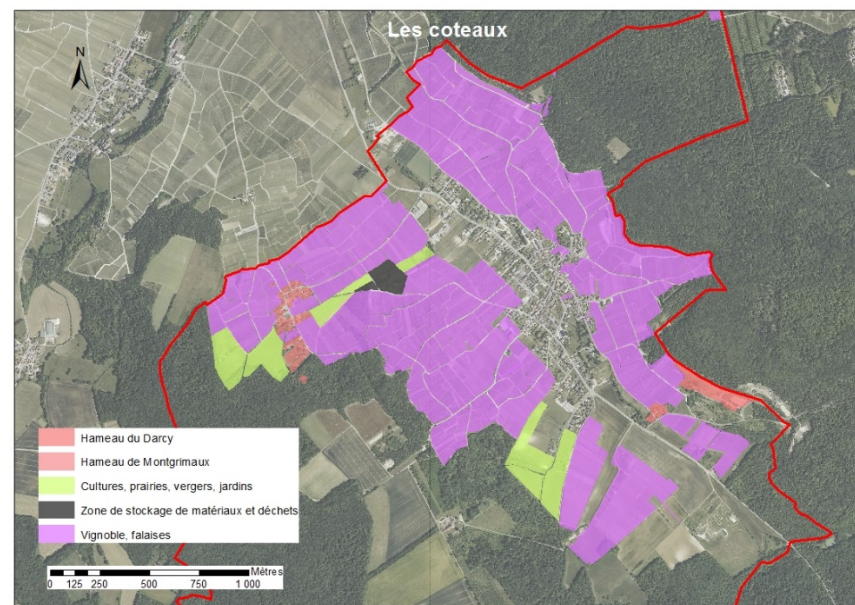 Les coteaux
N
Hameau du Darcy
Hameau de Montgrimaux
Cultures, prairies, vergers, jardins
Zone de stockage de matériaux et déchets
Vignoble, falaises
Mètres
0 125 250 500 750 1 000